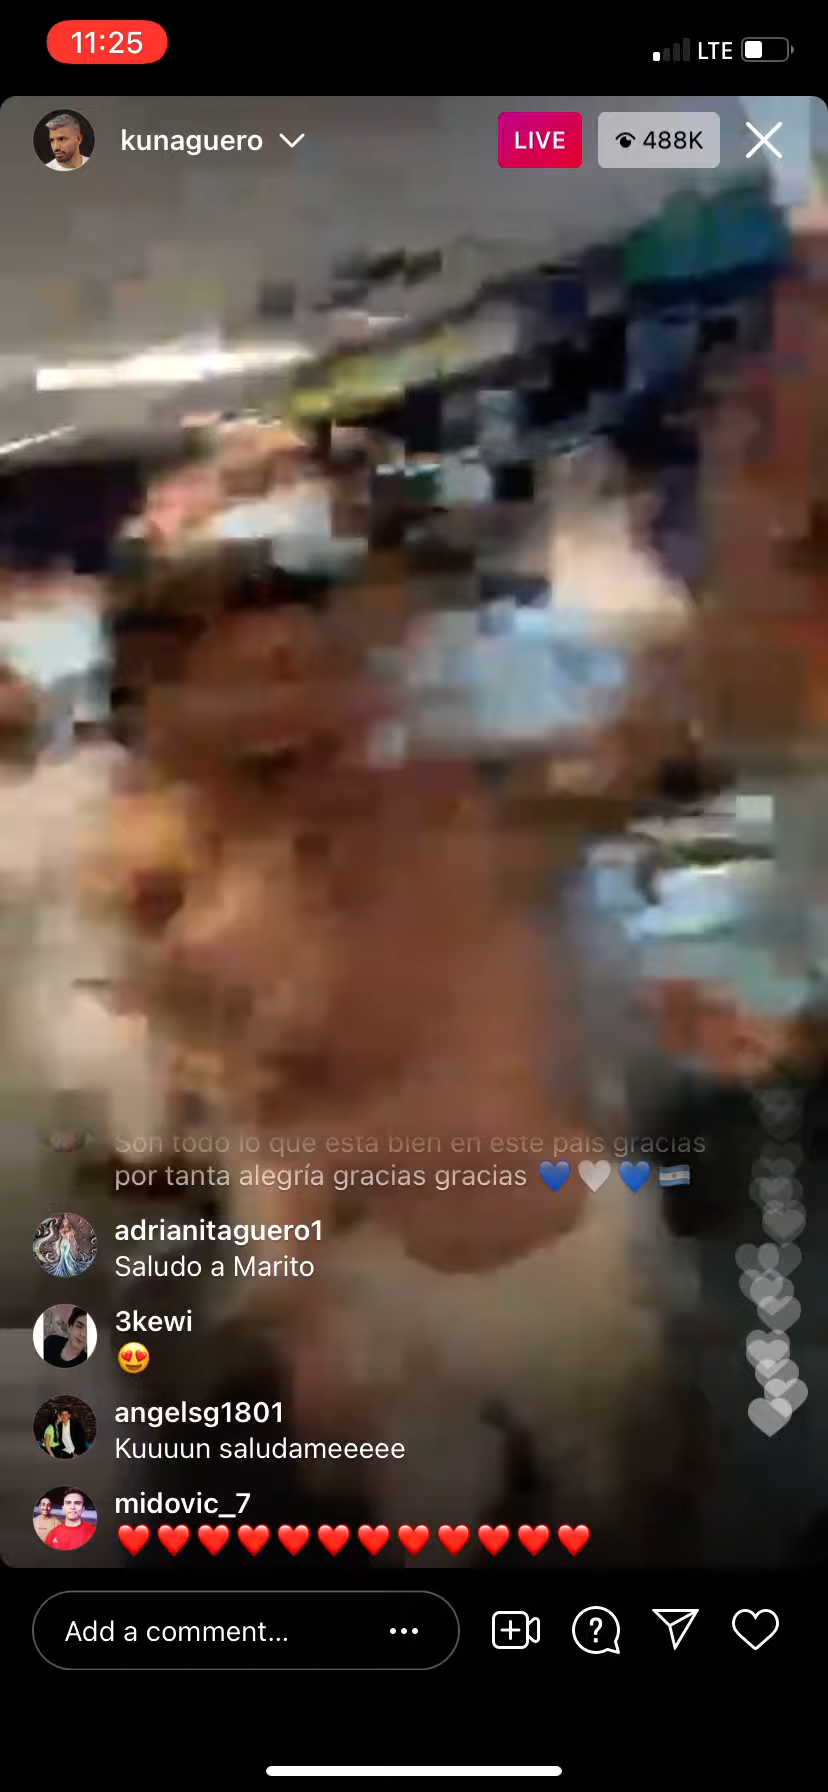 11:25
LTE
kunaguero
LIVE
488K
Son todo lo que esta bien en este país gracias
por tanta alegría gracias gracias 💙🤍💙🇦🇷
adrianitaguero1
Saludo a Marito
3kewi
😍
angelsg1801
Kuuuun saludameeeee
midovic_7
❤️❤️❤️❤️❤️❤️❤️❤️❤️❤️❤️❤️
Add a comment...